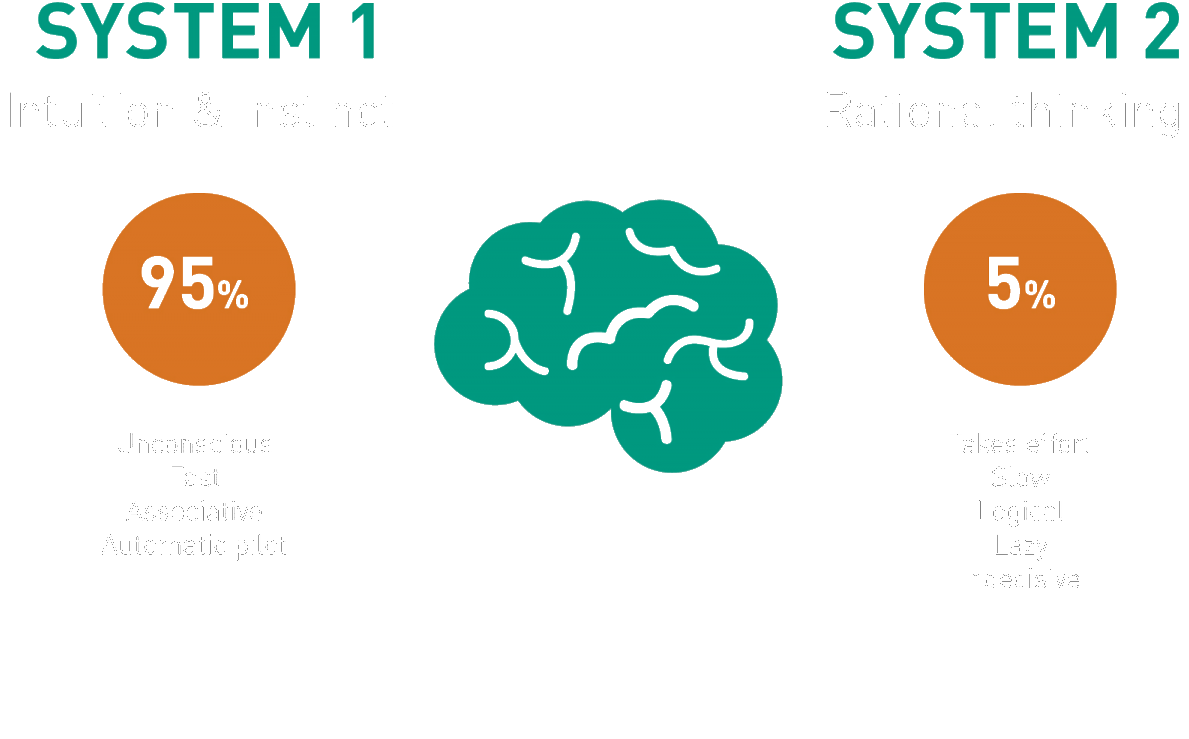 SYSTEM 1
Intuition & Instinct
95%
Unconscious
Fast
Associative
Automatic pilot
SYSTEM 2
Rational thinking
5%
Takes effort
Slow
Logical
Lazy
Indecisive